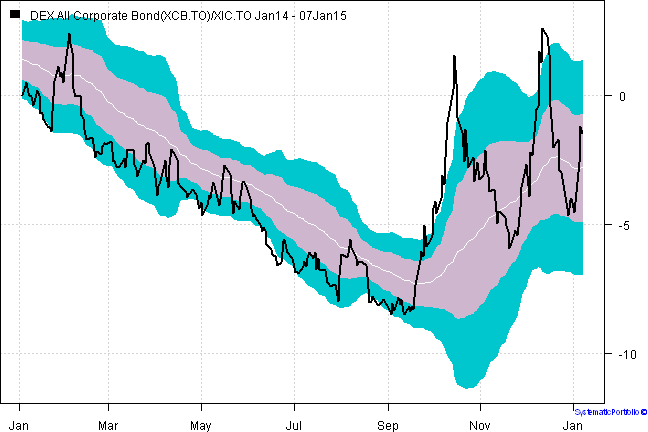 DEX All Corporate Bond(XCB.TO)/XIC.TO Jan14 - 07Jan15
0
-5
-10
Jan Mar May Jul Sep Nov Jan
SystematicPortfolio ©